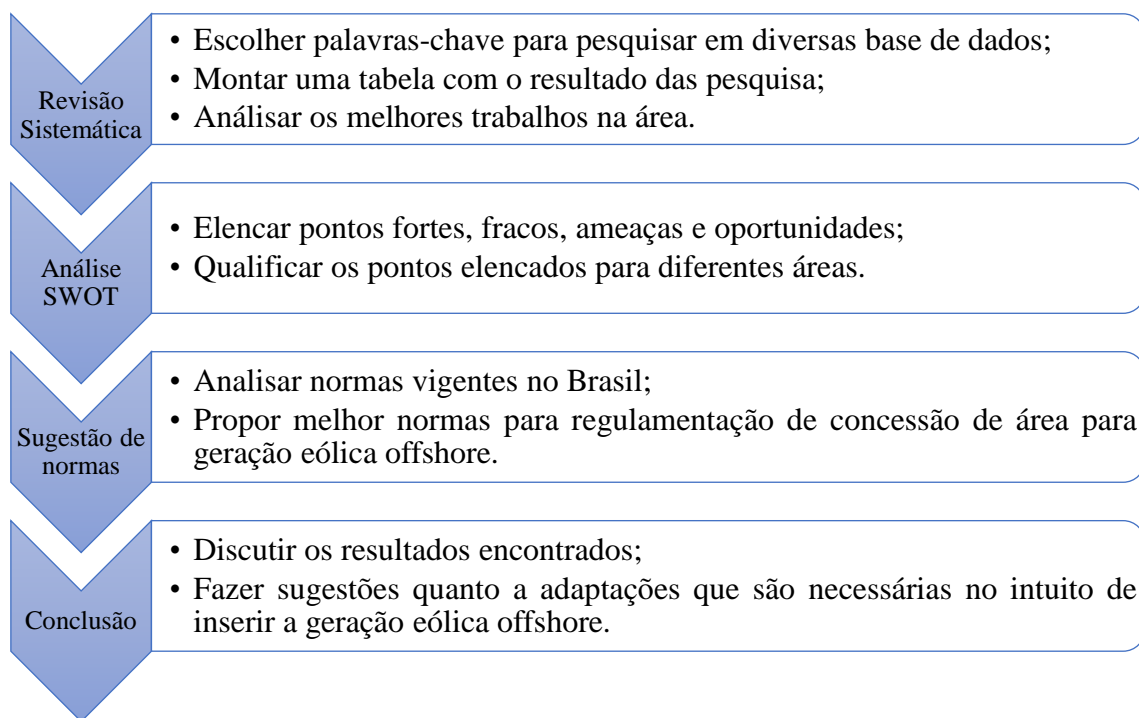 Revisão
Sistemática
• Escolher palavras-chave para pesquisar em diversas base de dados;
• Montar uma tabela com o resultado das pesquisa;
• Análisar os melhores trabalhos na área.
Análise
SWOT
• Elencar pontos fortes, fracos, ameaças e oportunidades;
• Qualificar os pontos elencados para diferentes áreas.
Sugestão de
normas
• Analisar normas vigentes no Brasil;
• Propor melhor normas para regulamentação de concessão de área para
geração eólica offshore.
Conclusão
• Discutir os resultados encontrados;
• Fazer sugestões quanto a adaptações que são necessárias no intuito de
inserir a geração eólica offshore.